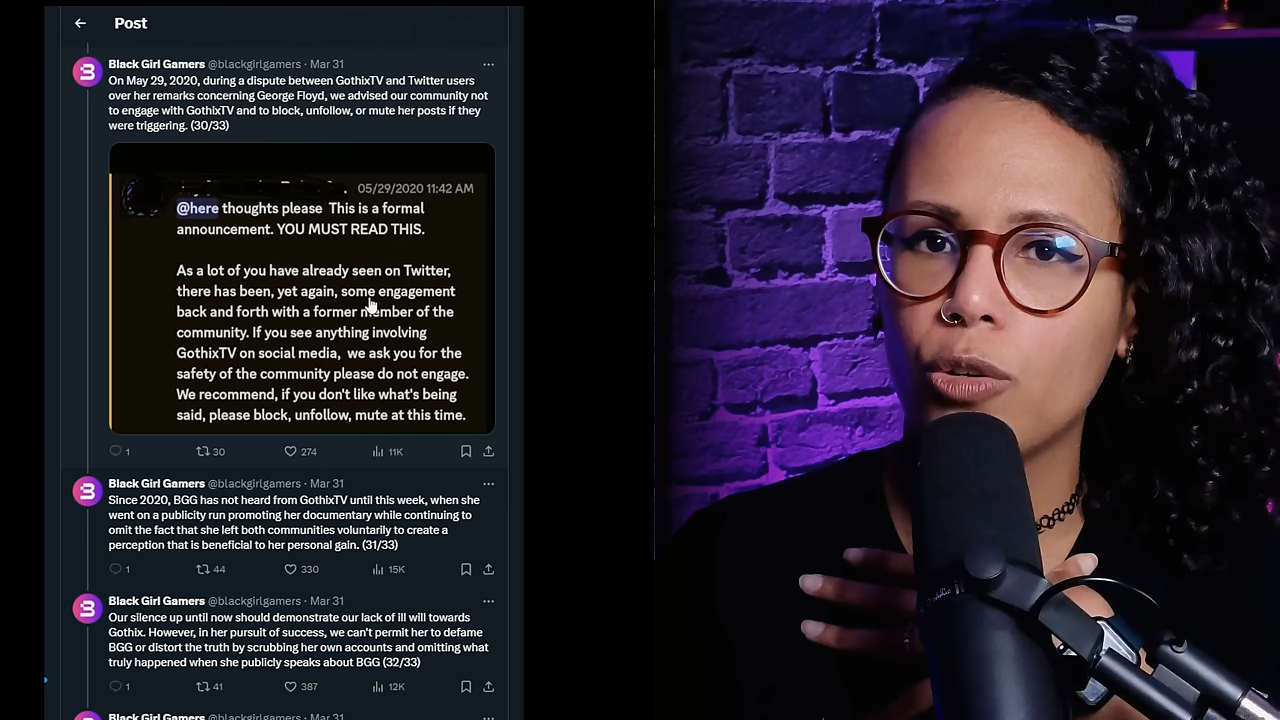 Post
Black Girl Gamers @blackgirlgamers · Mar 31
On May 29, 2020, during a dispute between GothixTV and Twitter users
over her remarks concerning George Floyd, we advised our community not
to engage with GothixTV and to block, unfollow, or mute her posts if they
were triggering. (30/33)
05/29/2020 11:42 AM
@here thoughts please This is a formal
announcement. YOU MUST READ THIS.
As a lot of you have already seen on Twitter,
there has been, yet again, some engagement
back and forth with a former member of the
community. If you see anything involving
GothixTV on social media, we ask you for the
safety of the community please do not engage.
We recommend, if you don't like what's being
said, please block, unfollow, mute at this time.
1 30 274 11K
Black Girl Gamers @blackgirlgamers · Mar 31
Since 2020, BGG has not heard from GothixTV until this week, when she
went on a publicity run promoting her documentary while continuing to
omit the fact that she left both communities voluntarily to create a
perception that is beneficial to her personal gain. (31/33)
1 44 330 15K
Black Girl Gamers @blackgirlgamers · Mar 31
Our silence up until now should demonstrate our lack of ill will towards
Gothix. However, in her pursuit of success, we can't permit her to defame
BGG or distort the truth by scrubbing her own accounts and omitting what
truly happened when she publicly speaks about BGG (32/33)
1 41 387 12K
Black Girl Gamers @blackgirlgamers · Mar 31